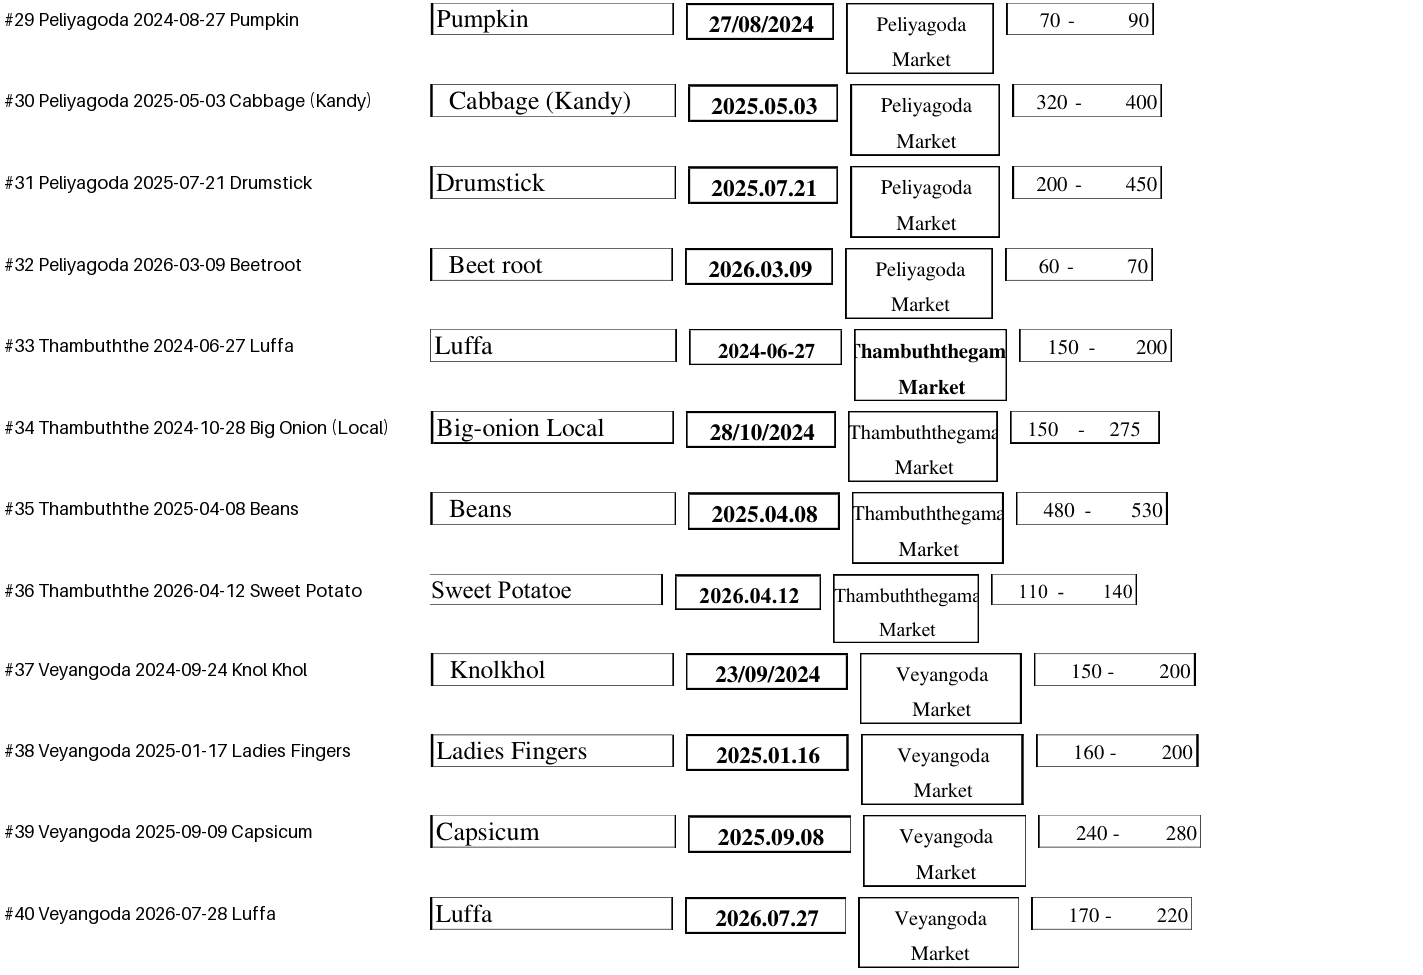 #29 Peliyagoda 2024-08-27 Pumpkin Pumpkin 27/08/2024 Peliyagoda Market 70 - 90
#30 Peliyagoda 2025-05-03 Cabbage (Kandy) Cabbage (Kandy) 2025.05.03 Peliyagoda Market 320 - 400
#31 Peliyagoda 2025-07-21 Drumstick Drumstick 2025.07.21 Peliyagoda Market 200 - 450
#32 Peliyagoda 2026-03-09 Beetroot Beet root 2026.03.09 Peliyagoda Market 60 - 70
#33 Thambuththe 2024-06-27 Luffa Luffa 2024-06-27 Thambuththegam Market 150 - 200
#34 Thambuththe 2024-10-28 Big Onion (Local) Big-onion Local 28/10/2024 Thambuththegama Market 150 - 275
#35 Thambuththe 2025-04-08 Beans Beans 2025.04.08 Thambuththegama Market 480 - 530
#36 Thambuththe 2026-04-12 Sweet Potato Sweet Potatoe 2026.04.12 Thambuththegama Market 110 - 140
#37 Veyangoda 2024-09-24 Knol Khol Knolkhol 23/09/2024 Veyangoda Market 150 - 200
#38 Veyangoda 2025-01-17 Ladies Fingers Ladies Fingers 2025.01.16 Veyangoda Market 160 - 200
#39 Veyangoda 2025-09-09 Capsicum Capsicum 2025.09.08 Veyangoda Market 240 - 280
#40 Veyangoda 2026-07-28 Luffa Luffa 2026.07.27 Veyangoda Market 170 - 220